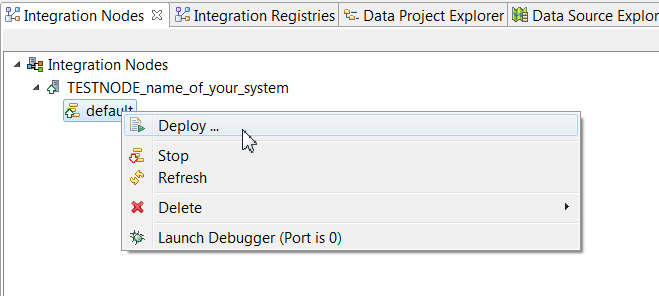 Integration Nodes Integration Registries Data Project Explorer Data Source Explor
Integration Nodes
TESTNODE_name_of_your_system
default
Deploy ...
Stop
Refresh
Delete
Launch Debugger (Port is 0)